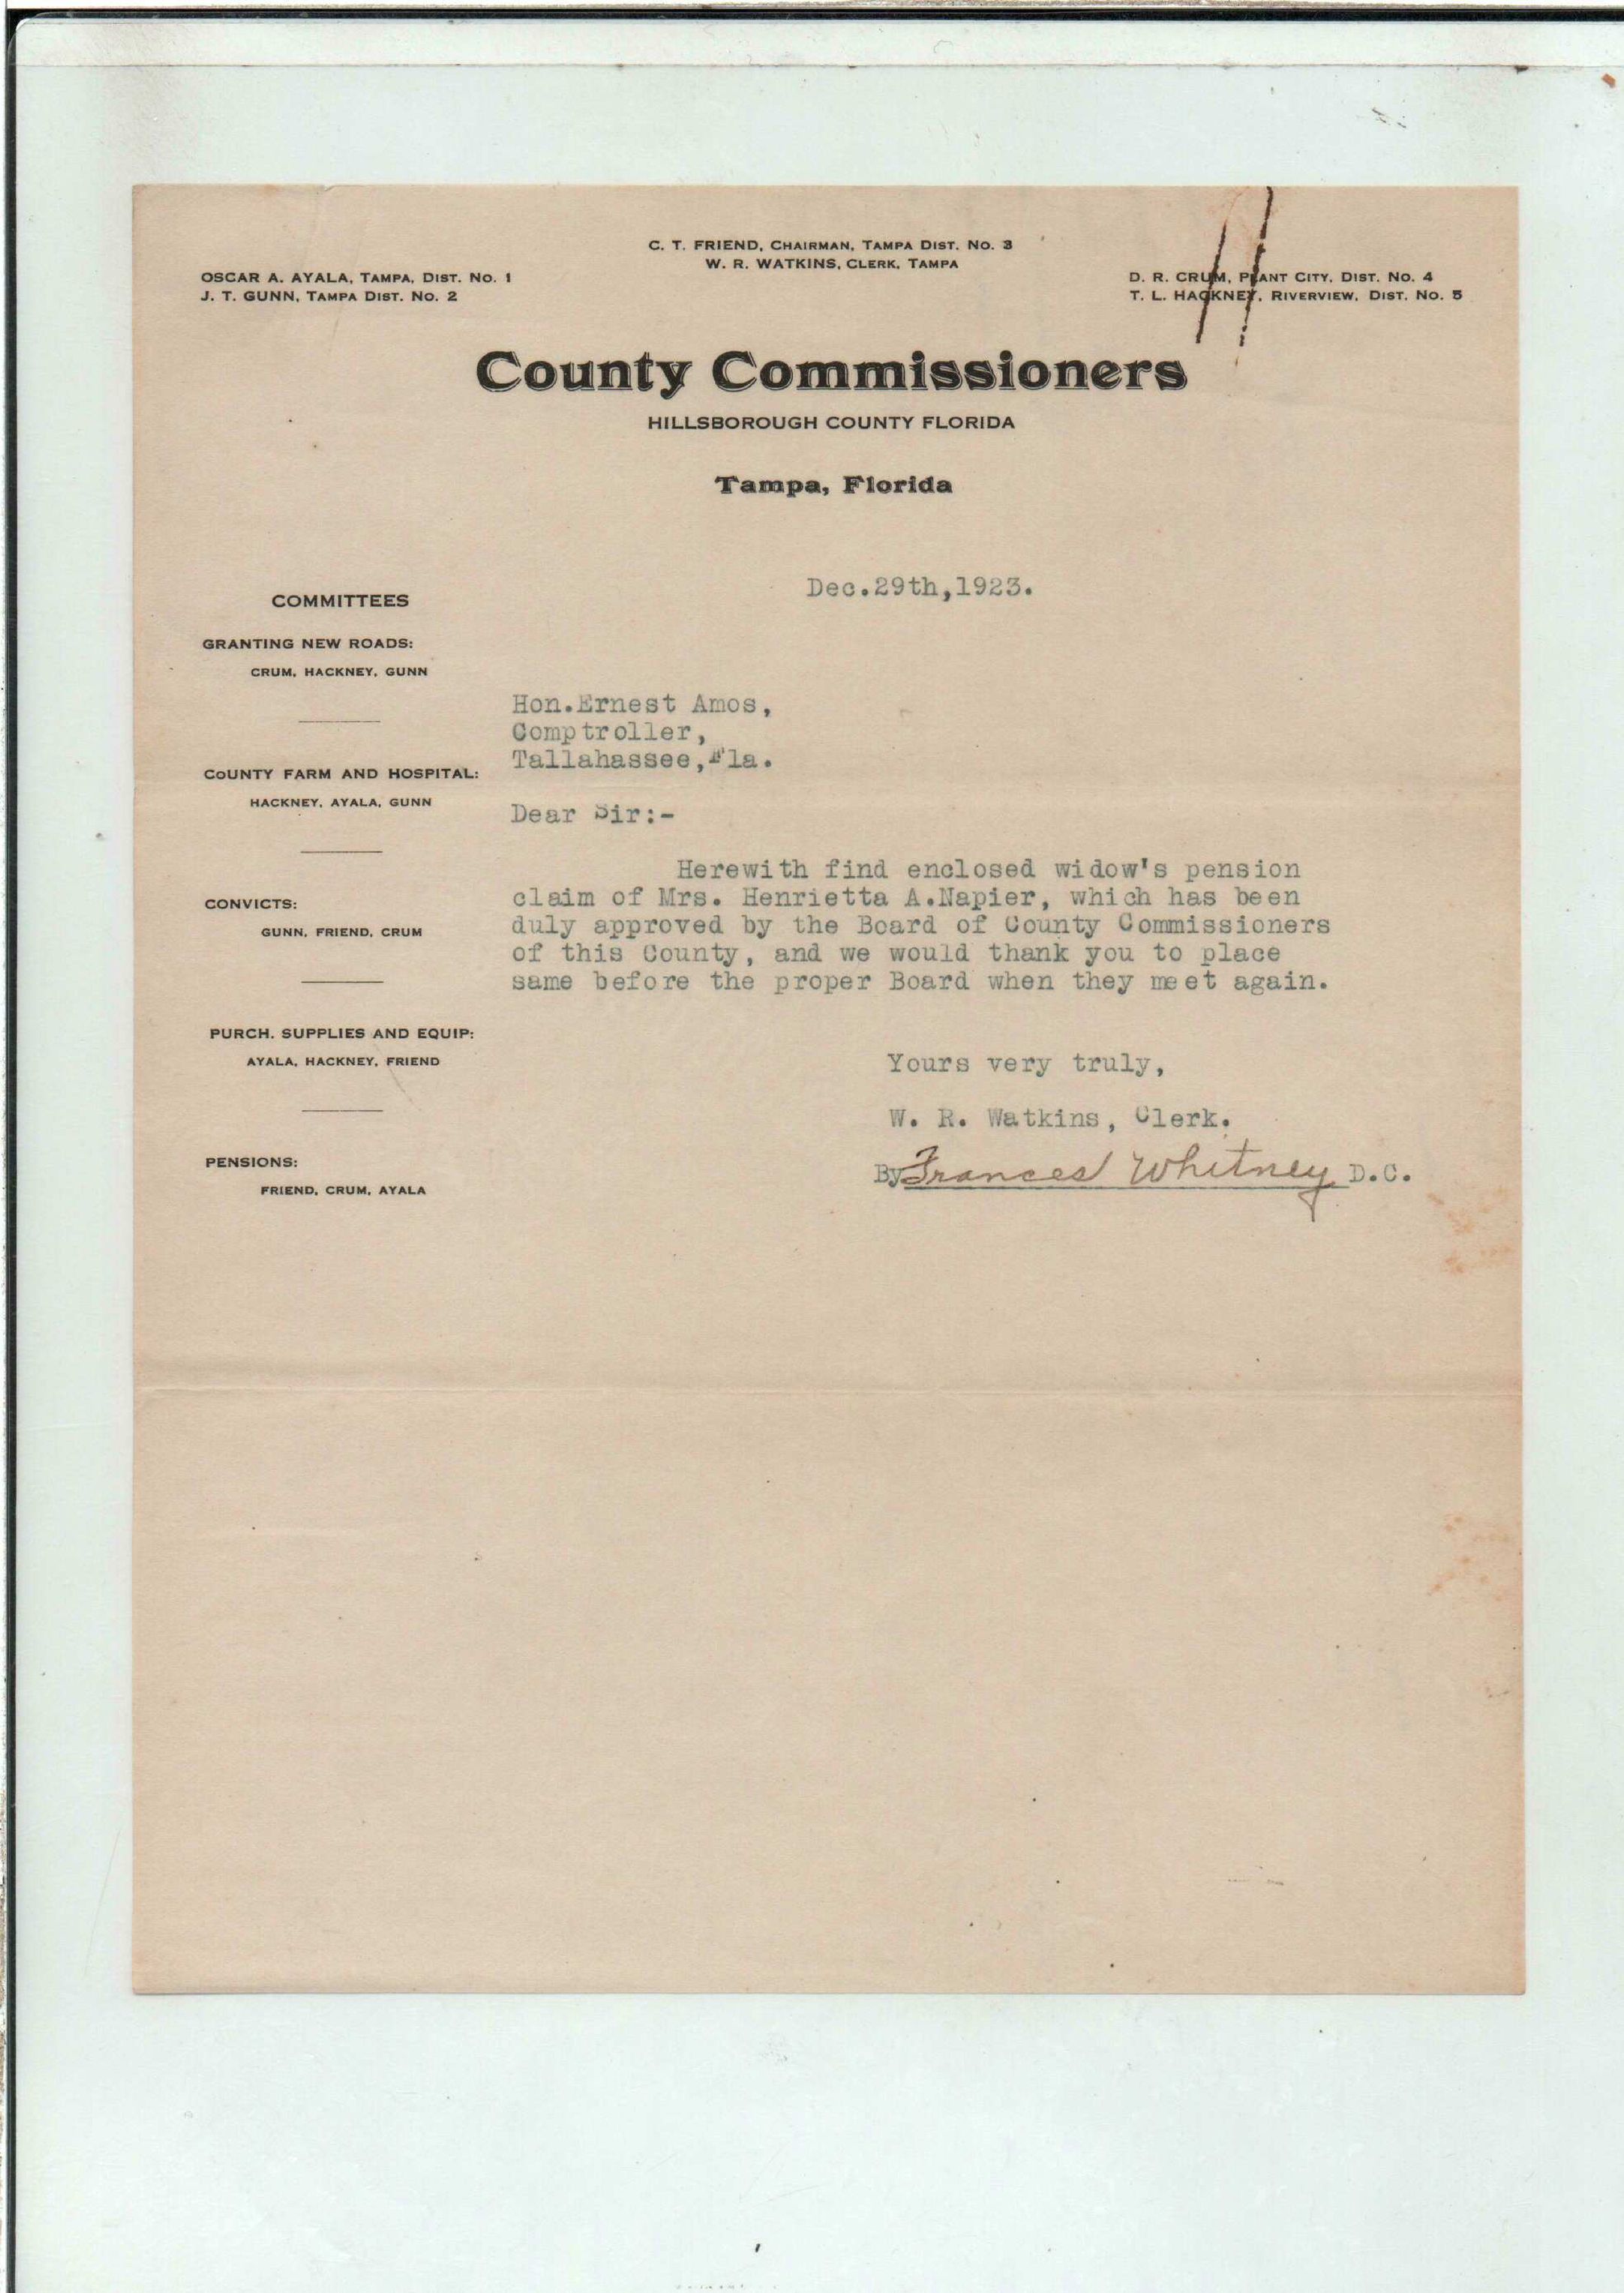 C. T. FRIEND, CHAIRMAN, TAMPA DIST. NO. 3
W. R. WATKINS, CLERK, TAMPA
OSCAR A. AYALA, TAMPA, DIST. NO. 1
J. T. GUNN, TAMPA DIST. NO. 2
D. R. CRUM, PLANT CITY, DIST. NO. 4
T. L. HACKNEY, RIVERVIEW, DIST. NO. 5
County Commissioners
HILLSBOROUGH COUNTY FLORIDA
Tampa, Florida
Dec.29th,1923.
COMMITTEES
GRANTING NEW ROADS:
CRUM, HACKNEY, GUNN
COUNTY FARM AND HOSPITAL:
HACKNEY, AYALA, GUNN
CONVICTS:
GUNN, FRIEND, CRUM
PURCH. SUPPLIES AND EQUIP:
AYALA, HACKNEY, FRIEND
PENSIONS:
FRIEND, CRUM, AYALA
Hon.Ernest Amos,
Comptroller,
Tallahassee,Fla.
Dear Sir:-
Herewith find enclosed widow's pension
claim of Mrs. Henrietta A.Napier, which has been
duly approved by the Board of County Commissioners
of this County, and we would thank you to place
same before the proper Board when they meet again.
Yours very truly,
W. R. Watkins, Clerk.
By Frances Whitney D.C.